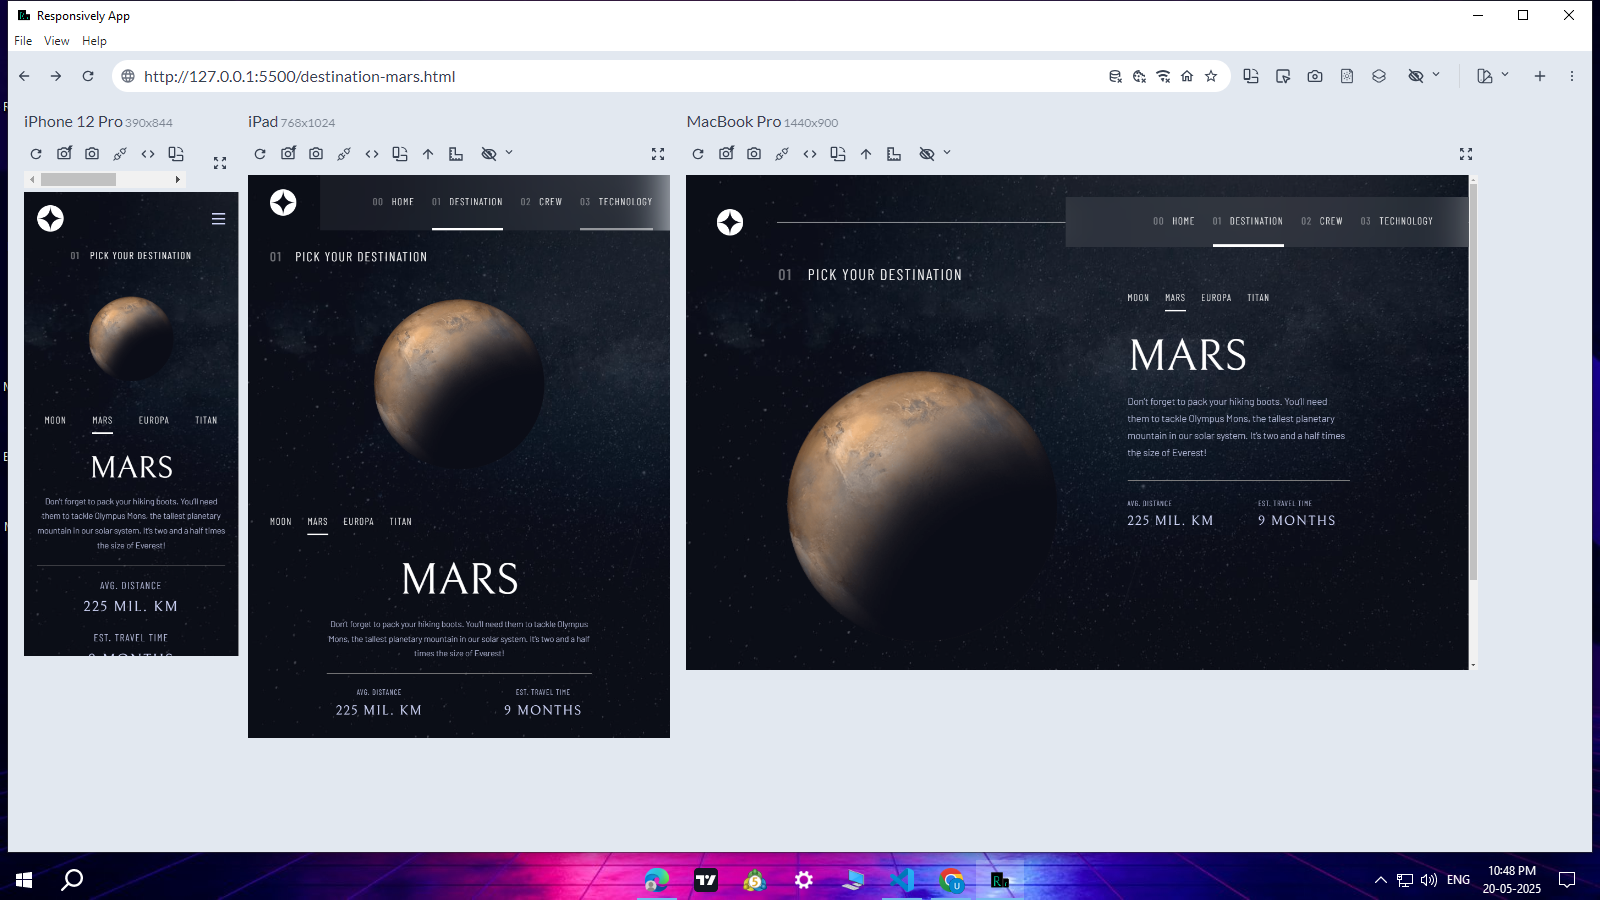 Responsively App
File View Help
http://127.0.0.1:5500/destination-mars.html
iPhone 12 Pro 390x844
01 PICK YOUR DESTINATION
MOON MARS EUROPA TITAN
MARS
Don't forget to pack your hiking boots. You'll need
them to tackle Olympus Mons, the tallest planetary
mountain in our solar system. It's two and a half times
the size of Everest!
AVG. DISTANCE
225 MIL. KM
EST. TRAVEL TIME
9 MONTHS
iPad 768x1024
00 HOME 01 DESTINATION 02 CREW 03 TECHNOLOGY
01 PICK YOUR DESTINATION
MOON MARS EUROPA TITAN
MARS
Don't forget to pack your hiking boots. You'll need them to tackle Olympus
Mons, the tallest planetary mountain in our solar system. It's two and a half
times the size of Everest!
AVG. DISTANCE EST. TRAVEL TIME
225 MIL. KM 9 MONTHS
MacBook Pro 1440x900
00 HOME 01 DESTINATION 02 CREW 03 TECHNOLOGY
01 PICK YOUR DESTINATION
MOON MARS EUROPA TITAN
MARS
Don't forget to pack your hiking boots. You'll need
them to tackle Olympus Mons, the tallest planetary
mountain in our solar system. It's two and a half times
the size of Everest!
AVG. DISTANCE EST. TRAVEL TIME
225 MIL. KM 9 MONTHS
ENG
10:48 PM
20-05-2025